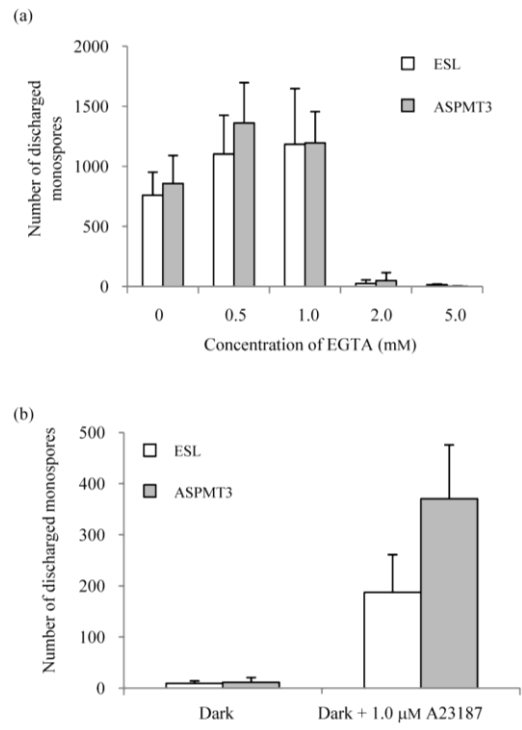 (a)
Number of discharged
monospores
2000
1500
1000
500
0
ESL
ASPMT3
0 0.5 1.0 2.0 5.0
Concentration of EGTA (mM)
(b)
Number of discharged monospores
500
400
300
200
100
0
ESL
ASPMT3
Dark Dark + 1.0 µM A23187